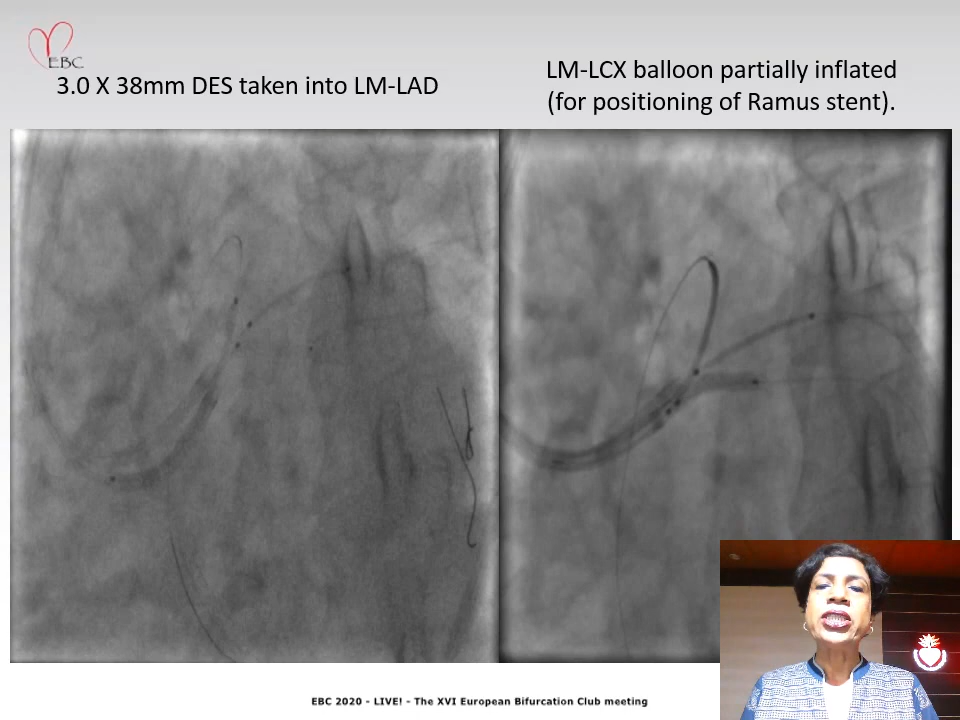 EBC
3.0 X 38mm DES taken into LM-LAD
LM-LCX balloon partially inflated
(for positioning of Ramus stent).
EBC 2020 - LIVE! - The XVI European Bifurcation Club meeting